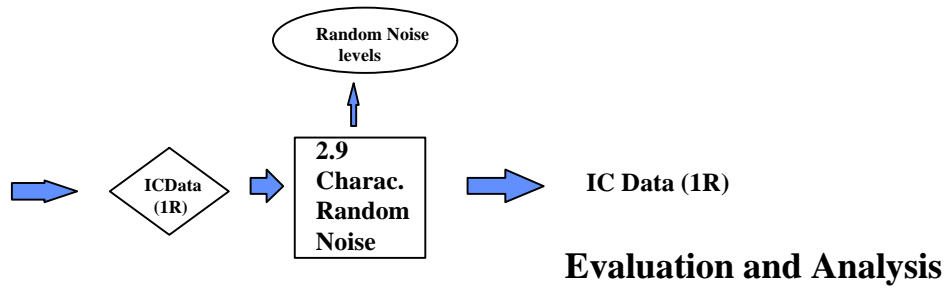 Random Noise
levels
ICData
(1R)
2.9
Charac.
Random
Noise
IC Data (1R)
Evaluation and Analysis